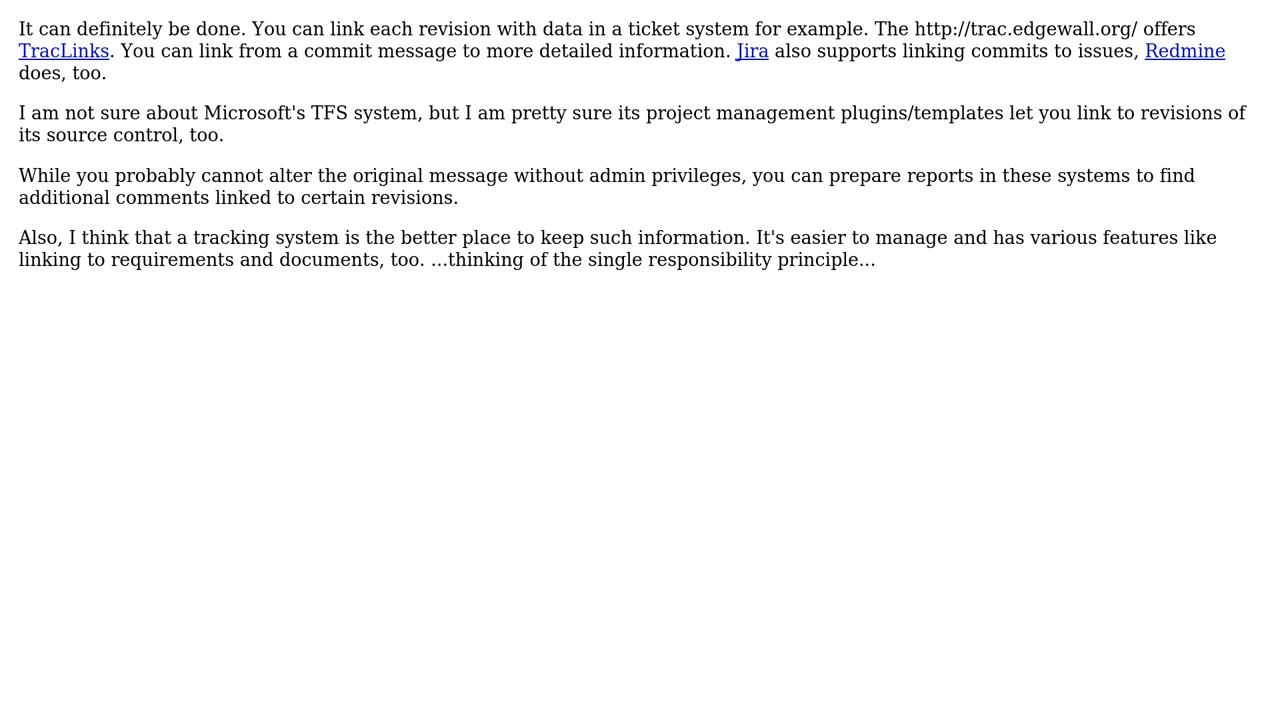 It can definitely be done. You can link each revision with data in a ticket system for example. The http://trac.edgewall.org/ offers
TracLinks. You can link from a commit message to more detailed information. Jira also supports linking commits to issues, Redmine
does, too.
I am not sure about Microsoft's TFS system, but I am pretty sure its project management plugins/templates let you link to revisions of
its source control, too.
While you probably cannot alter the original message without admin privileges, you can prepare reports in these systems to find
additional comments linked to certain revisions.
Also, I think that a tracking system is the better place to keep such information. It's easier to manage and has various features like
linking to requirements and documents, too. ...thinking of the single responsibility principle...